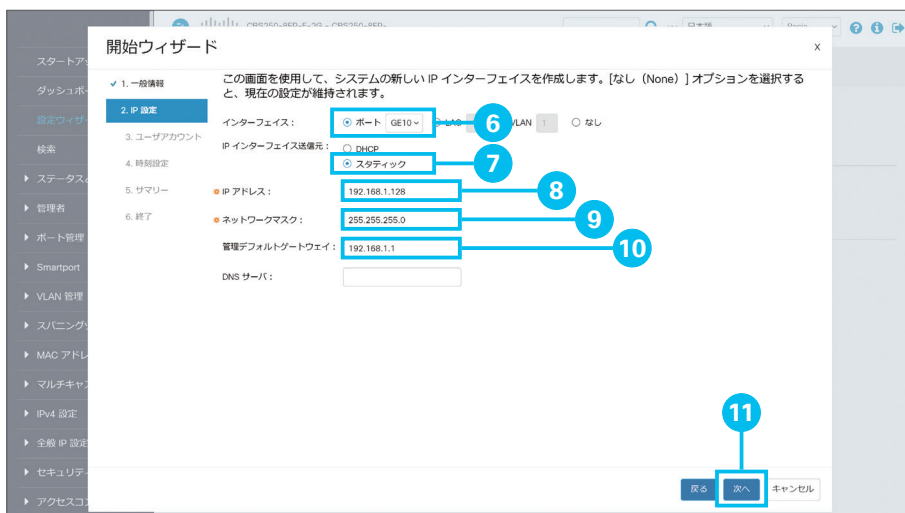 CBS250-8FP-E-2G - CBS250-8FP-
日本語
Basic
開始ウィザード
X
スタートア
ダッシュボ
設定ウィザ
検索
ステータス
管理者
ポート管理
Smartport
VLAN 管理
スパニング
MAC アドレ
マルチキャ
IPv4 設定
全般 IP 設定
セキュリティ
アクセスコ
1. 一般情報
2. IP 設定
3. ユーザアカウント
4. 時刻設定
5. サマリー
6. 終了
この画面を使用して、システムの新しい IP インターフェイスを作成します。[なし（None）] オプションを選択する
と、現在の設定が維持されます。
インターフェイス： ポート GE10 6 LAG VLAN 1 なし
IP インターフェイス送信元： DHCP
スタティック 7
IP アドレス： 192.168.1.128 8
ネットワークマスク： 255.255.255.0 9
管理デフォルトゲートウェイ： 192.168.1.1 10
DNS サーバ：
11
戻る 次へ キャンセル